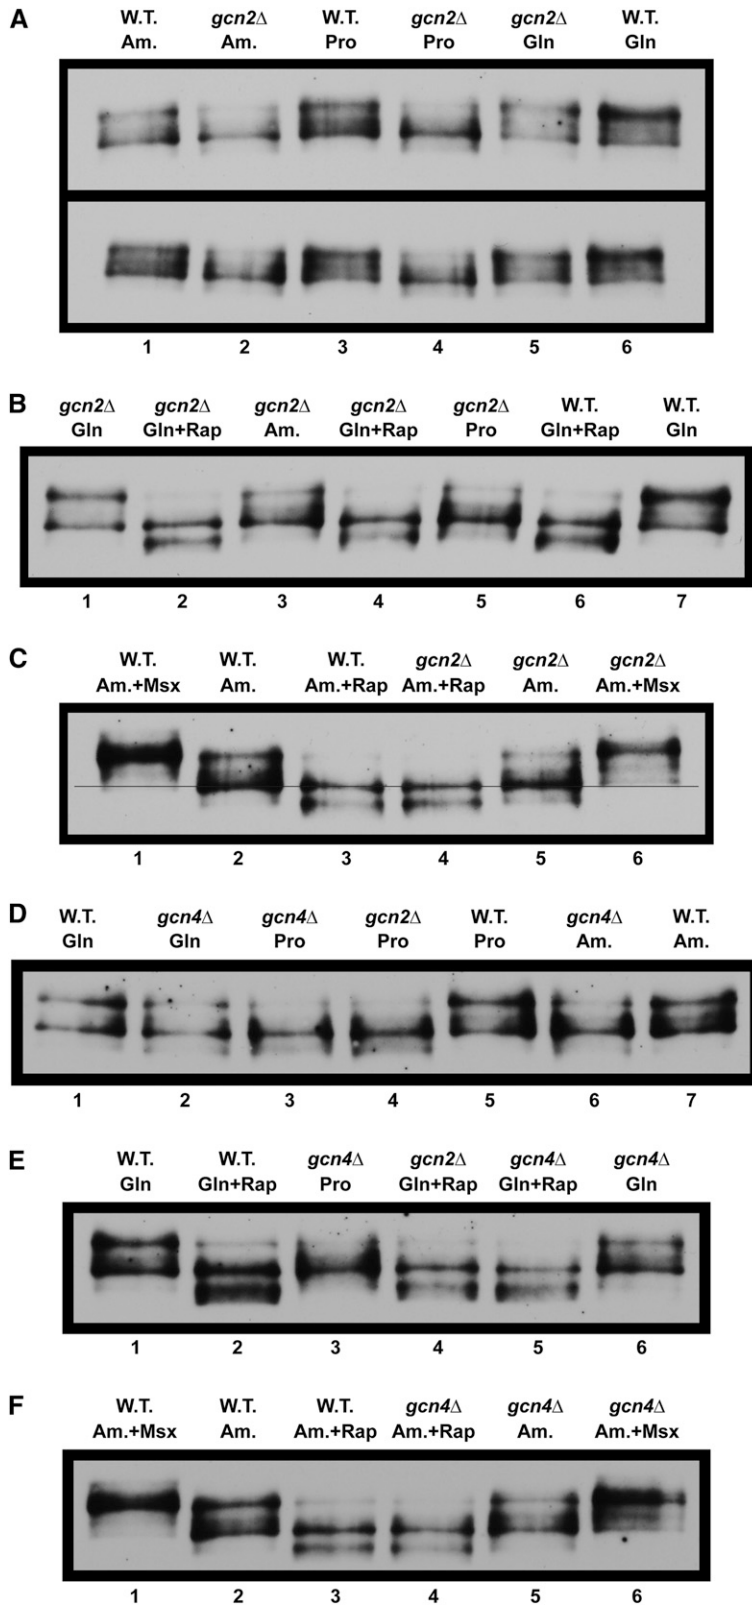 A
W.T. gcn2Δ W.T. gcn2Δ gcn2Δ W.T.
Am. Am. Pro Pro Gln Gln
1 2 3 4 5 6
B
gcn2Δ gcn2Δ gcn2Δ gcn2Δ gcn2Δ W.T. W.T.
Gln Gln+Rap Am. Gln+Rap Pro Gln+Rap Gln
1 2 3 4 5 6 7
C
W.T. W.T. W.T. gcn2Δ gcn2Δ gcn2Δ
Am.+Msx Am. Am.+Rap Am.+Rap Am. Am.+Msx
1 2 3 4 5 6
D
W.T. gcn4Δ gcn4Δ gcn2Δ W.T. gcn4Δ W.T.
Gln Gln Pro Pro Pro Am. Am.
1 2 3 4 5 6 7
E
W.T. W.T. gcn4Δ gcn2Δ gcn4Δ gcn4Δ
Gln Gln+Rap Pro Gln+Rap Gln+Rap Gln
1 2 3 4 5 6
F
W.T. W.T. W.T. gcn4Δ gcn4Δ gcn4Δ
Am.+Msx Am. Am.+Rap Am.+Rap Am. Am.+Msx
1 2 3 4 5 6